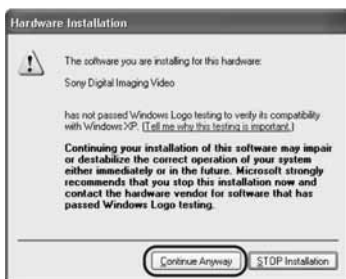 Hardware Installation
The software you are installing for this hardware:
Sony Digital Imaging Video
has not passed Windows Logo testing to verify its compatibility
with Windows XP. (Tell me why this testing is important.)
Continuing your installation of this software may impair
or destabilize the correct operation of your system
either immediately or in the future. Microsoft strongly
recommends that you stop this installation now and
contact the hardware vendor for software that has
passed Windows Logo testing.
Continue Anyway STOP Installation